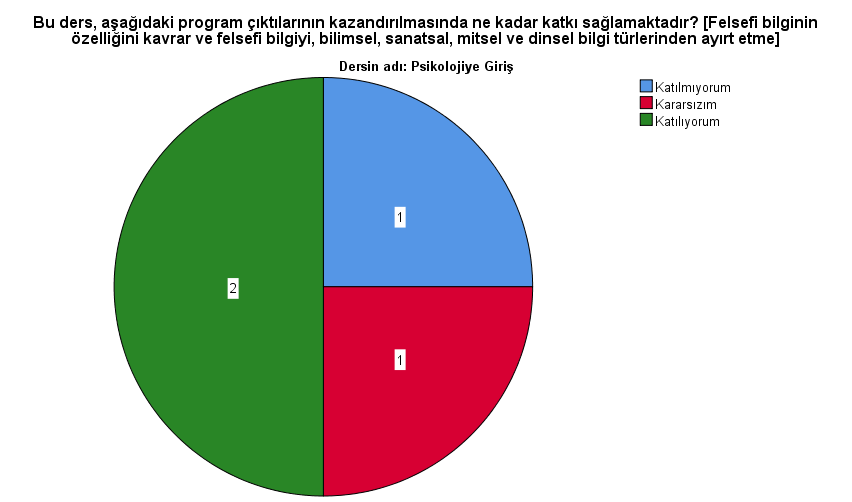 Bu ders, aşağıdaki program çıktılarının kazandırılmasında ne kadar katkı sağlamaktadır? [Felsefi bilginin
özelliğini kavrar ve felsefi bilgiyi, bilimsel, sanatsal, mitsel ve dinsel bilgi türlerinden ayırt etme]
Dersin adı: Psikolojiye Giriş
Katılmıyorum
Kararsızım
Katılıyorum
1
2
1